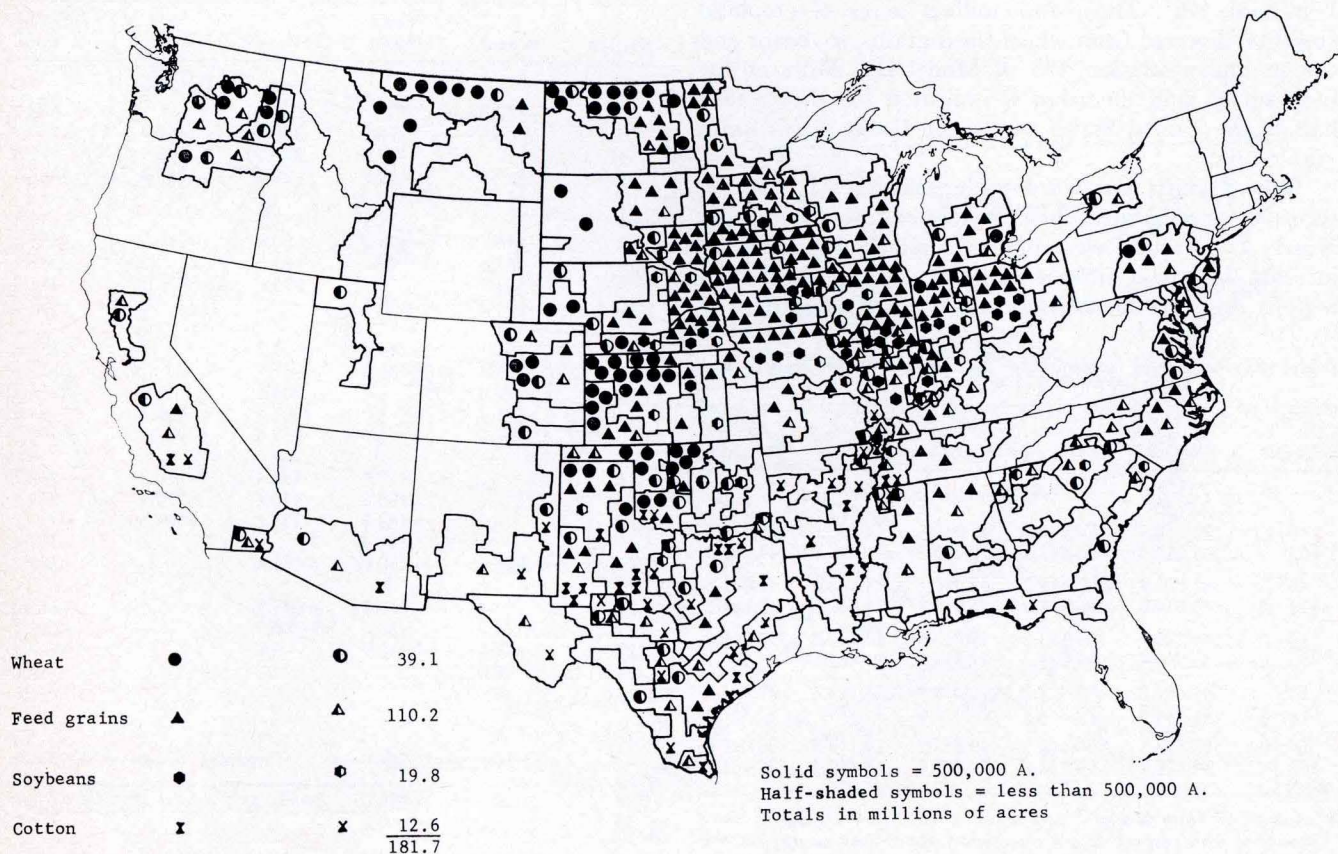 Wheat 39.1
Feed grains 110.2
Soybeans 19.8
Cotton 12.6
181.7
Solid symbols = 500,000 A.
Half-shaded symbols = less than 500,000 A.
Totals in millions of acres